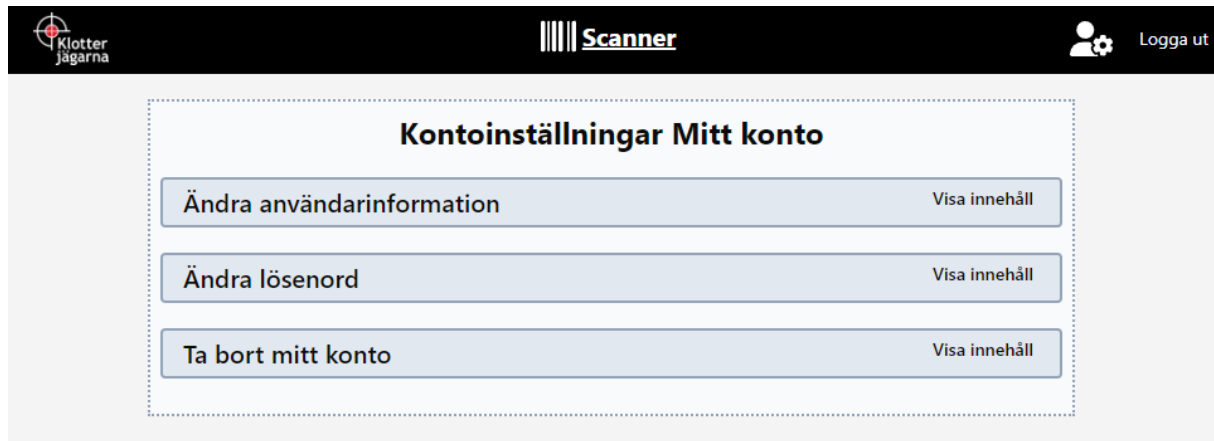 Klotter
jägarna
Scanner
Logga ut
Kontoinställningar Mitt konto
Ändra användarinformation
Visa innehåll
Ändra lösenord
Visa innehåll
Ta bort mitt konto
Visa innehåll